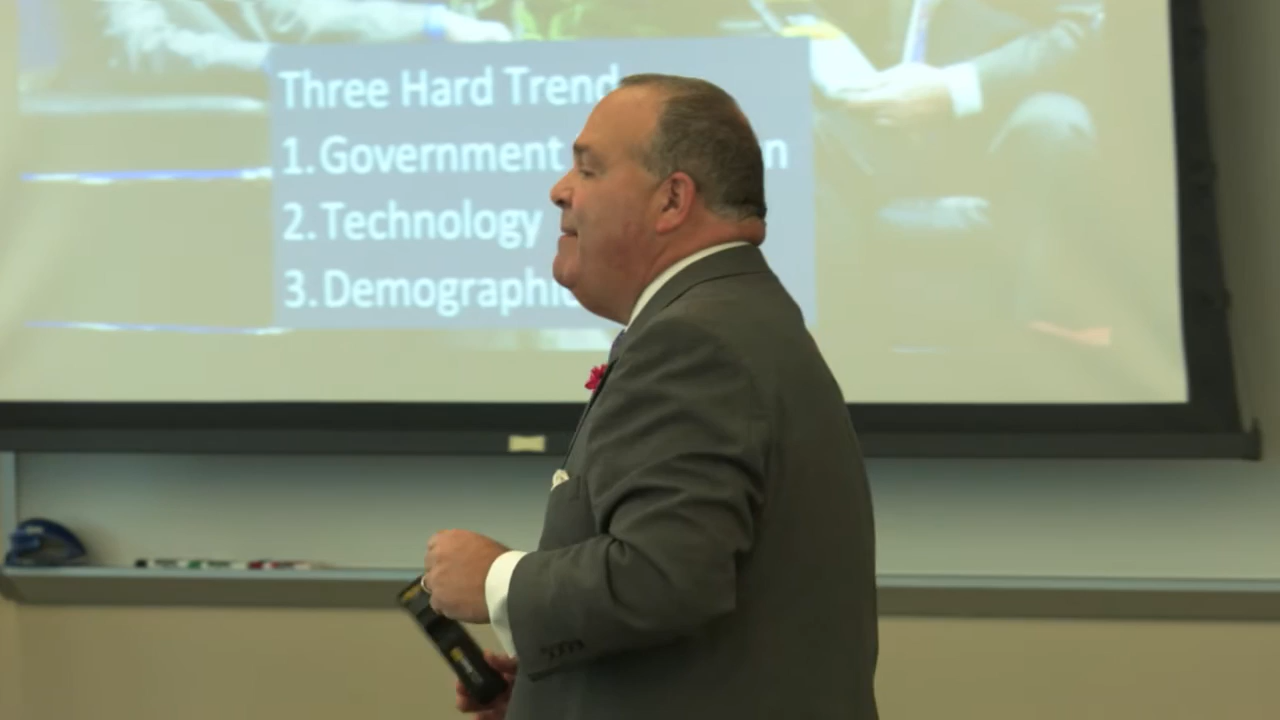 Three Hard Trend
1. Government
2. Technology
3. Demographi